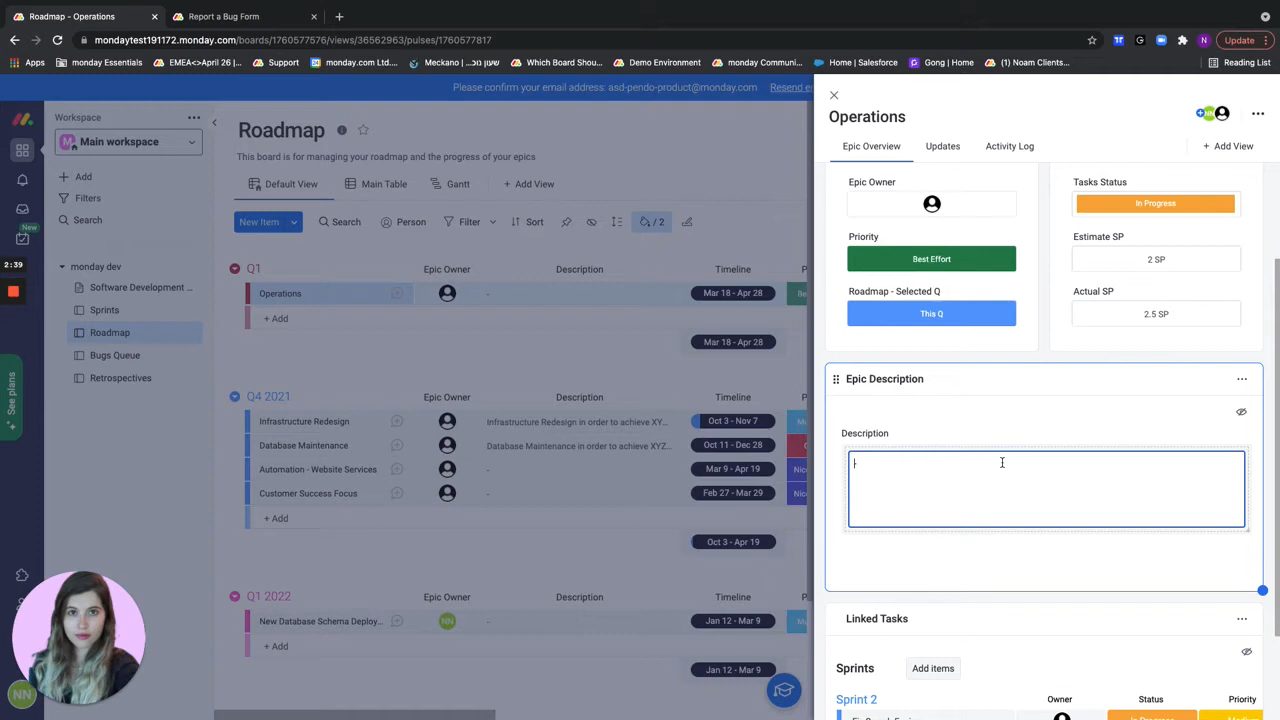 Roadmap - Operations
Report a Bug Form
mondaytest191172.monday.com/boards/1760577576/views/36562963/pulses/1760577817
Update
Apps
monday Essentials
EMEA<>April 26 (...
Support
monday.com Ltd....
Meckano | שעון נוכ...
Which Board Shou...
Demo Environment
monday Communi...
Home | Salesforce
Gong | Home
(1) Noam Clients...
Reading List
Please confirm your email address: asd-pendo-product@monday.com
Resend e
Workspace
M
Main workspace
Add
Filters
Search
New
2:39
monday dev
Software Development ...
Sprints
Roadmap
Bugs Queue
Retrospectives
See plans
NN
Roadmap
This board is for managing your roadmap and the progress of your epics
Default View
Main Table
Gantt
+ Add View
New Item
Search
Person
Filter
Sort
/ 2
Q1
Epic Owner
Description
Timeline
P
Operations
-
Mar 18 - Apr 28
Be
+ Add
Mar 18 - Apr 28
Q4 2021
Epic Owner
Description
Timeline
P
Infrastructure Redesign
Infrastructure Redesign in order to achieve XY...
Oct 3 - Nov 7
Database Maintenance
Database Maintenance in order to achieve XYZ...
Oct 11 - Dec 28
Automation - Website Services
-
Mar 9 - Apr 19
Nic
Customer Success Focus
-
Feb 27 - Mar 29
Nic
+ Add
Oct 3 - Apr 19
Q1 2022
Epic Owner
Description
Timeline
P
New Database Schema Deploy...
NN
-
Jan 12 - Mar 9
+ Add
Jan 12 - Mar 9
Operations
NN
Epic Overview
Updates
Activity Log
+ Add View
Epic Owner
Priority
Best Effort
Roadmap - Selected Q
This Q
Tasks Status
In Progress
Estimate SP
2 SP
Actual SP
2.5 SP
Epic Description
Description
-
Linked Tasks
Sprints
Add items
Sprint 2
Owner
Status
Priority